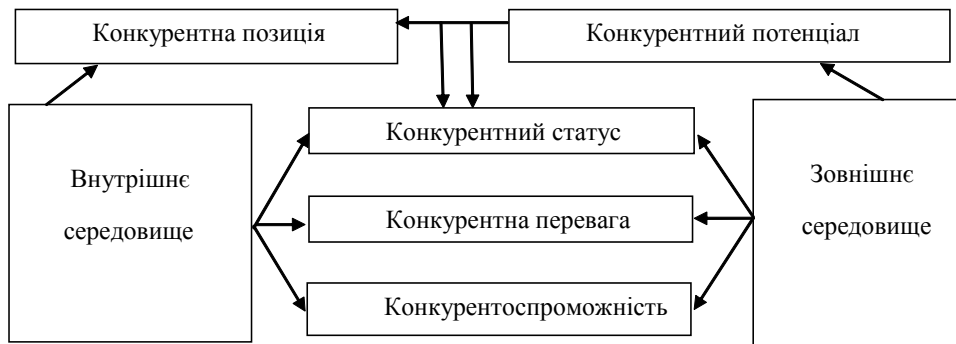 Конкурентна позиція
Конкурентний потенціал
Конкурентний статус
Внутрішнє
середовище
Конкурентна перевага
Зовнішнє
середовище
Конкурентоспроможність